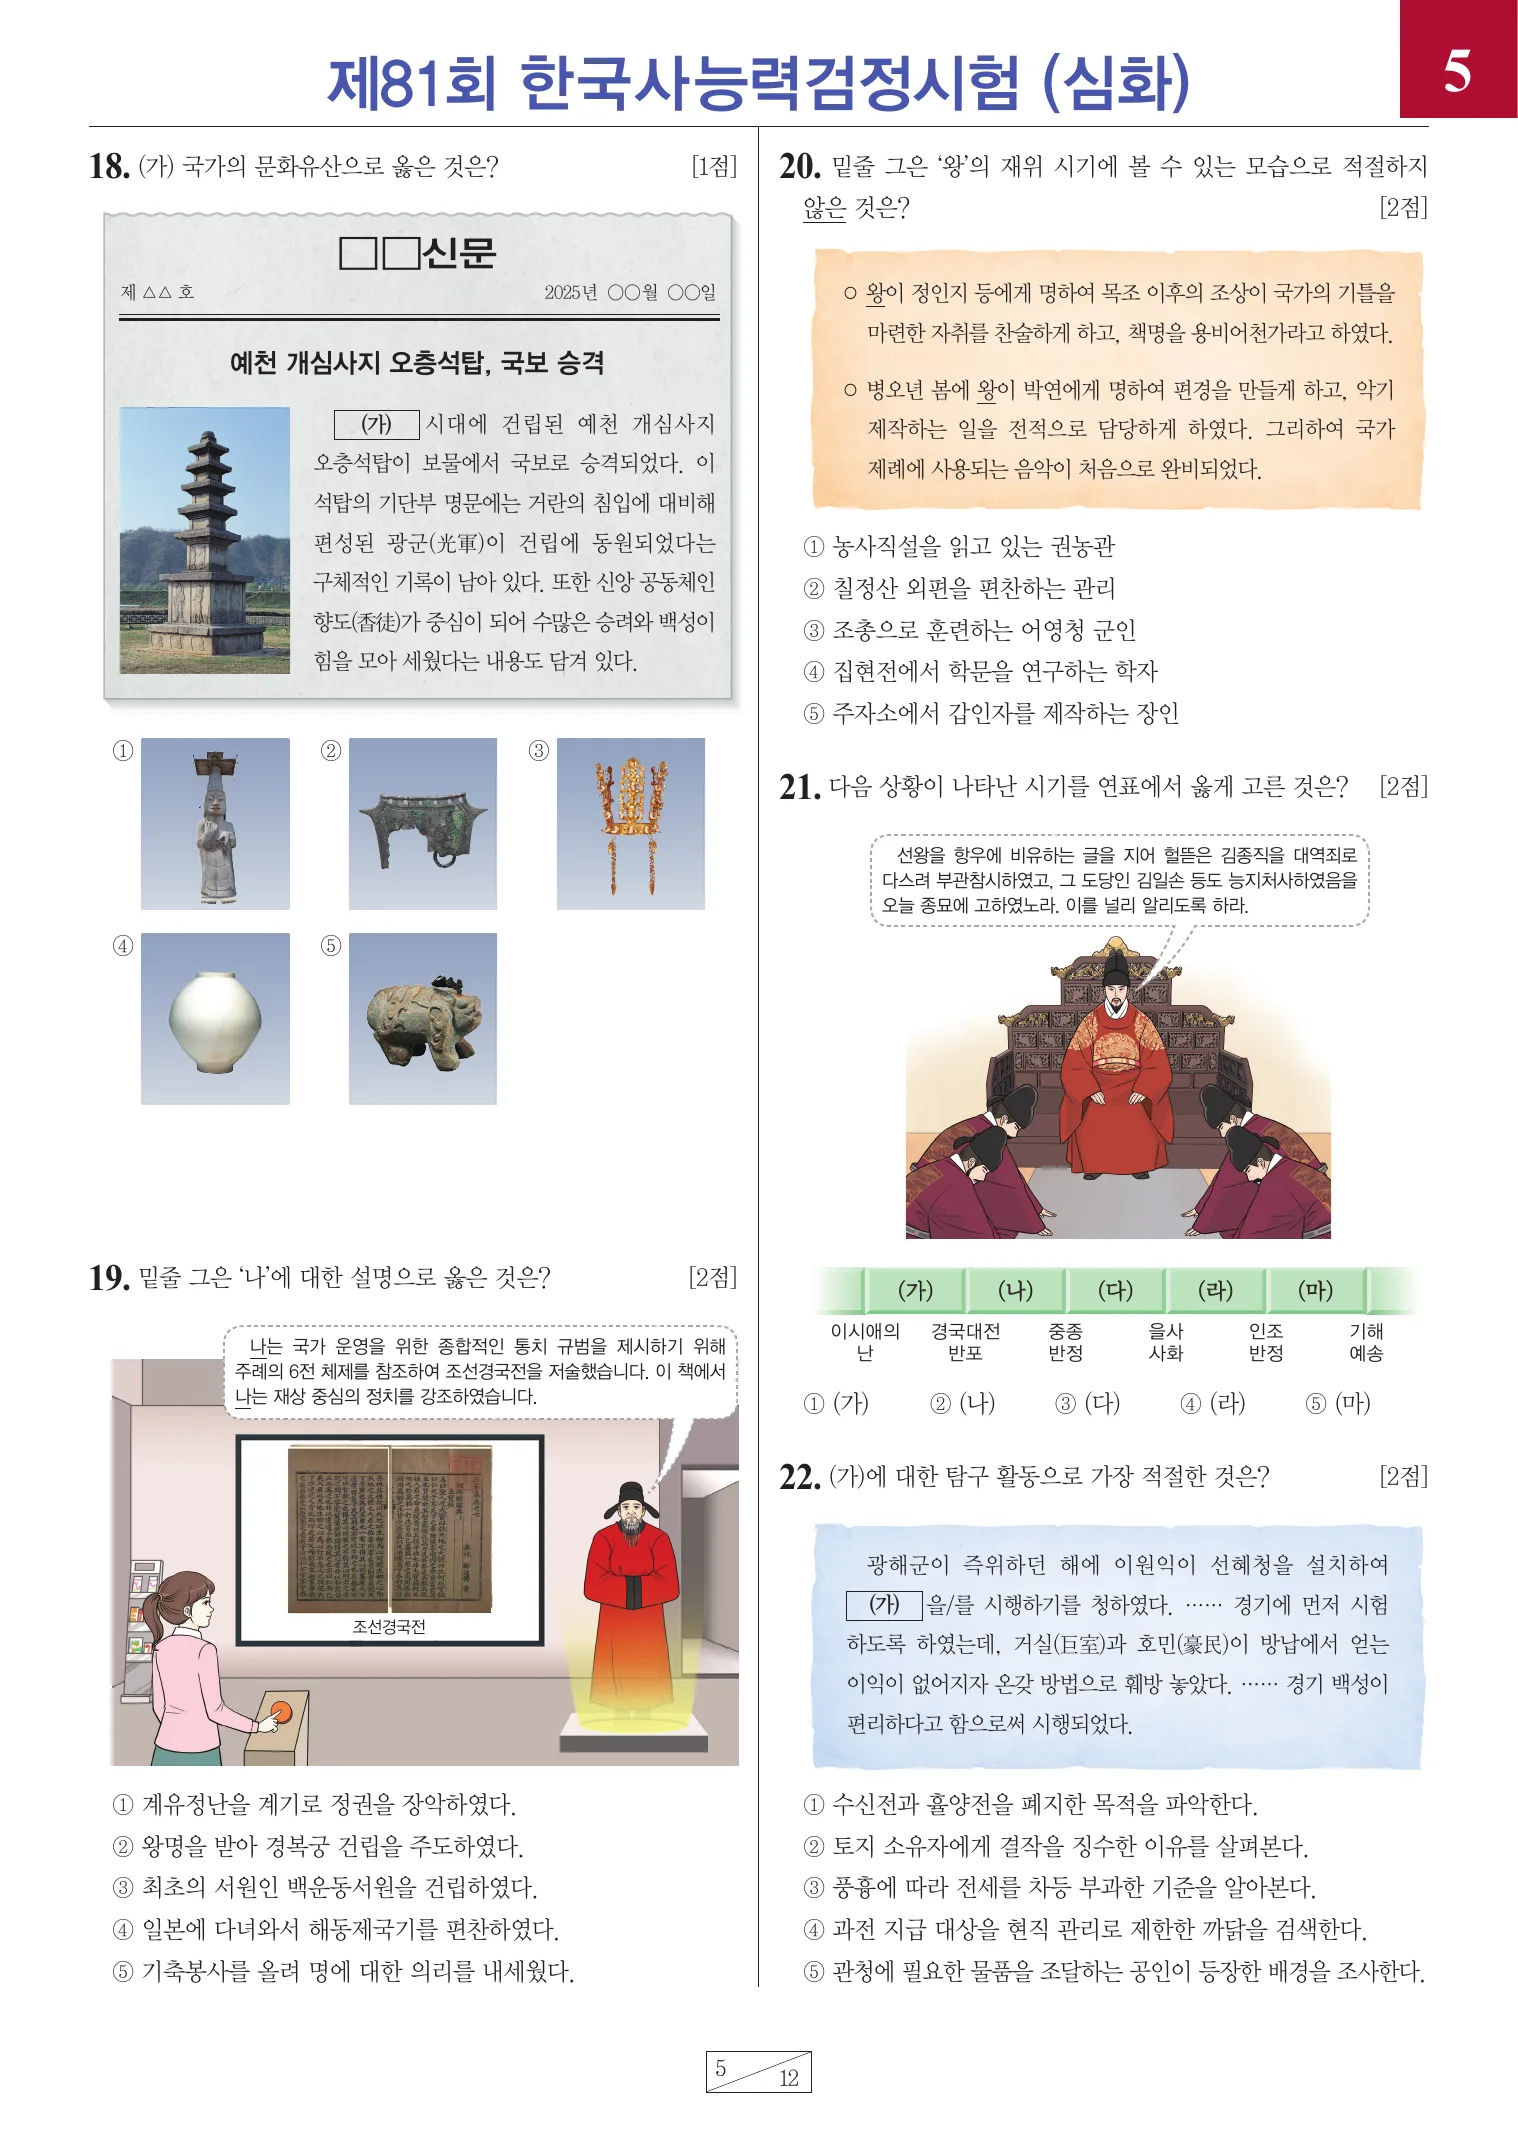 제81회 한국사능력검정시험 (심화)
5
18. (가) 국가의 문화유산으로 옳은 것은? [1점]
□□신문
제 △△ 호 2025년 ○○월 ○○일
예천 개심사지 오층석탑, 국보 승격
(가) 시대에 건립된 예천 개심사지
오층석탑이 보물에서 국보로 승격되었다. 이
석탑의 기단부 명문에는 거란의 침입에 대비해
편성된 광군(光軍)이 건립에 동원되었다는
구체적인 기록이 남아 있다. 또한 신앙 공동체인
향도(香徒)가 중심이 되어 수많은 승려와 백성이
힘을 모아 세웠다는 내용도 담겨 있다.
① ② ③
④ ⑤
19. 밑줄 그은 ‘나’에 대한 설명으로 옳은 것은? [2점]
나는 국가 운영을 위한 종합적인 통치 규범을 제시하기 위해
주례의 6전 체제를 참조하여 조선경국전을 저술했습니다. 이 책에서
나는 재상 중심의 정치를 강조하였습니다.
조선경국전
① 계유정난을 계기로 정권을 장악하였다.
② 왕명을 받아 경복궁 건립을 주도하였다.
③ 최초의 서원인 백운동서원을 건립하였다.
④ 일본에 다녀와서 해동제국기를 편찬하였다.
⑤ 기축봉사를 올려 명에 대한 의리를 내세웠다.
20. 밑줄 그은 ‘왕’의 재위 시기에 볼 수 있는 모습으로 적절하지
않은 것은? [2점]
○ 왕이 정인지 등에게 명하여 목조 이후의 조상이 국가의 기틀을
마련한 자취를 찬술하게 하고, 책명을 용비어천가라고 하였다.
○ 병오년 봄에 왕이 박연에게 명하여 편경을 만들게 하고, 악기
제작하는 일을 전적으로 담당하게 하였다. 그리하여 국가
제례에 사용되는 음악이 처음으로 완비되었다.
① 농사직설을 읽고 있는 권농관
② 칠정산 외편을 편찬하는 관리
③ 조총으로 훈련하는 어영청 군인
④ 집현전에서 학문을 연구하는 학자
⑤ 주자소에서 갑인자를 제작하는 장인
21. 다음 상황이 나타난 시기를 연표에서 옳게 고른 것은? [2점]
선왕을 항우에 비유하는 글을 지어 헐뜯은 김종직을 대역죄로
다스려 부관참시하였고, 그 도당인 김일손 등도 능지처사하였음을
오늘 종묘에 고하였노라. 이를 널리 알리도록 하라.
(가) (나) (다) (라) (마)
이시애의 경국대전 중종 을사 인조 기해
난 반포 반정 사화 반정 예송
① (가) ② (나) ③ (다) ④ (라) ⑤ (마)
22. (가)에 대한 탐구 활동으로 가장 적절한 것은? [2점]
광해군이 즉위하던 해에 이원익이 선혜청을 설치하여
(가) 을/를 시행하기를 청하였다. …… 경기에 먼저 시험
하도록 하였는데, 거실(巨室)과 호민(豪民)이 방납에서 얻는
이익이 없어지자 온갖 방법으로 훼방 놓았다. …… 경기 백성이
편리하다고 함으로써 시행되었다.
① 수신전과 휼양전을 폐지한 목적을 파악한다.
② 토지 소유자에게 결작을 징수한 이유를 살펴본다.
③ 풍흉에 따라 전세를 차등 부과한 기준을 알아본다.
④ 과전 지급 대상을 현직 관리로 제한한 까닭을 검색한다.
⑤ 관청에 필요한 물품을 조달하는 공인이 등장한 배경을 조사한다.
5 12